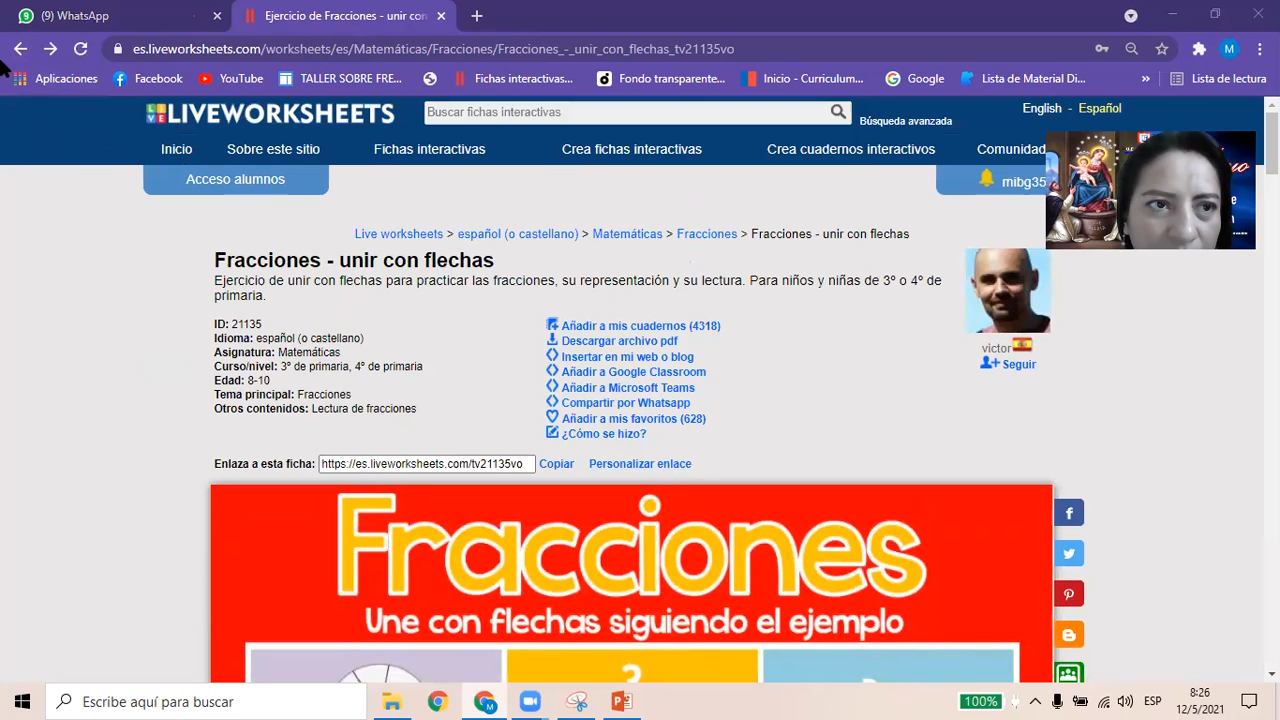 (9) WhatsApp
Ejercicio de Fracciones - unir con
es.liveworksheets.com/worksheets/es/Matemáticas/Fracciones/Fracciones_-_unir_con_flechas_tv21135vo
M
Aplicaciones
Facebook
YouTube
TALLER SOBRE FRE...
Fichas interactivas...
Fondo transparente...
Inicio - Curriculum...
Google
Lista de Material Di...
»
Lista de lectura
LIVEWORKSHEETS
Buscar fichas interactivas
Búsqueda avanzada
English - Español
Inicio
Sobre este sitio
Fichas interactivas
Crea fichas interactivas
Crea cuadernos interactivos
Comunidad
Acceso alumnos
mibg35
Live worksheets > español (o castellano) > Matemáticas > Fracciones > Fracciones - unir con flechas
Fracciones - unir con flechas
Ejercicio de unir con flechas para practicar las fracciones, su representación y su lectura. Para niños y niñas de 3º o 4º de
primaria.
ID: 21135
Idioma: español (o castellano)
Asignatura: Matemáticas
Curso/nivel: 3º de primaria, 4º de primaria
Edad: 8-10
Tema principal: Fracciones
Otros contenidos: Lectura de fracciones
Añadir a mis cuadernos (4318)
Descargar archivo pdf
Insertar en mi web o blog
Añadir a Google Classroom
Añadir a Microsoft Teams
Compartir por Whatsapp
Añadir a mis favoritos (628)
¿Cómo se hizo?
victor
Seguir
Enlaza a esta ficha:
https://es.liveworksheets.com/tv21135vo
Copiar
Personalizar enlace
Fracciones
Une con flechas siguiendo el ejemplo
Escribe aquí para buscar
100%
ESP
8:26
12/5/2021